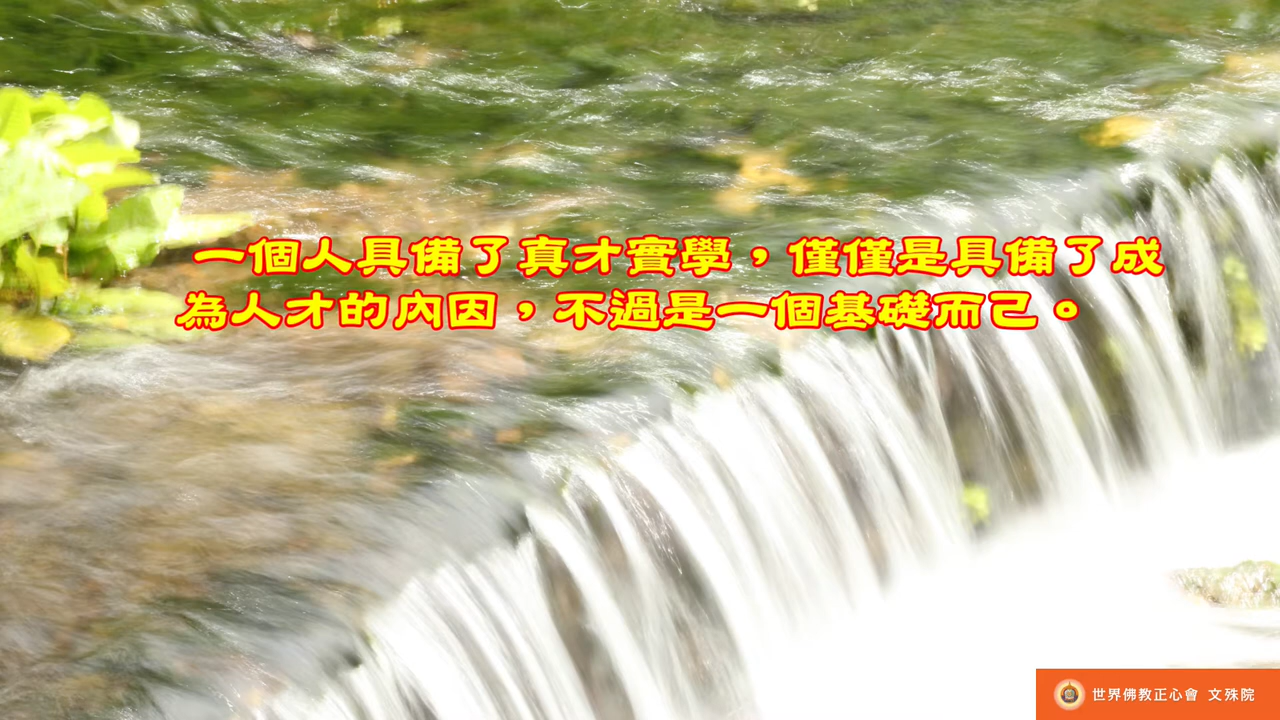 一個人具備了真才實學，僅僅是具備了成
為人才的內因，不過是一個基礎而已。
世界佛教正心會 文殊院